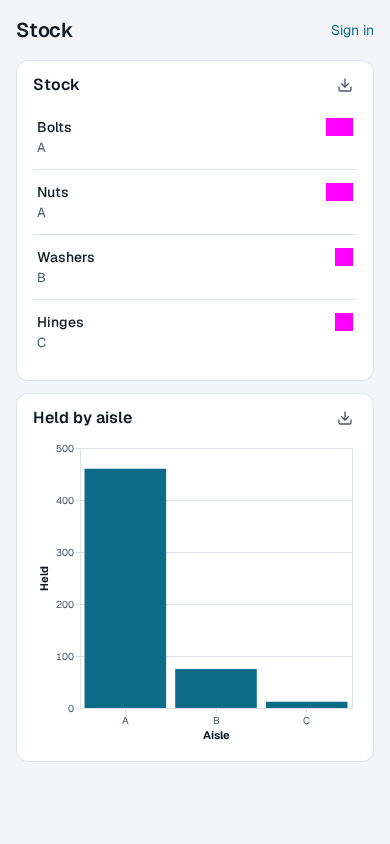 Stock
Sign in
Stock
Bolts
A
Nuts
A
Washers
B
Hinges
C
Held by aisle
500
400
300
200
100
0
Held
A
B
C
Aisle